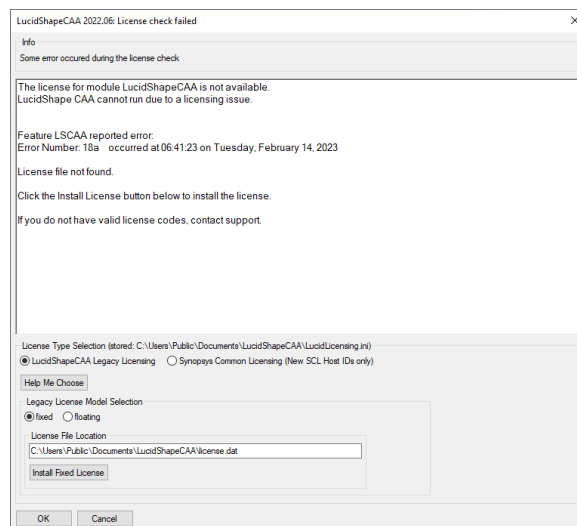 LucidShapeCAA 2022.06: License check failed
Info
Some error occured during the license check
The license for module LucidShapeCAA is not available.
LucidShape CAA cannot run due to a licensing issue.
Feature LSCAA reported error:
Error Number: 18a occurred at 06:41:23 on Tuesday, February 14, 2023
License file not found.
Click the Install License button below to install the license.
If you do not have valid license codes, contact support.
License Type Selection (stored: C:\Users\Public\Documents\LucidShapeCAA\LucidLicensing.ini)
LucidShapeCAA Legacy Licensing Synopsys Common Licensing (New SCL Host IDs only)
Help Me Choose
Legacy License Model Selection
fixed floating
License File Location
C:\Users\Public\Documents\LucidShapeCAA\license.dat
Install Fixed License
OK Cancel